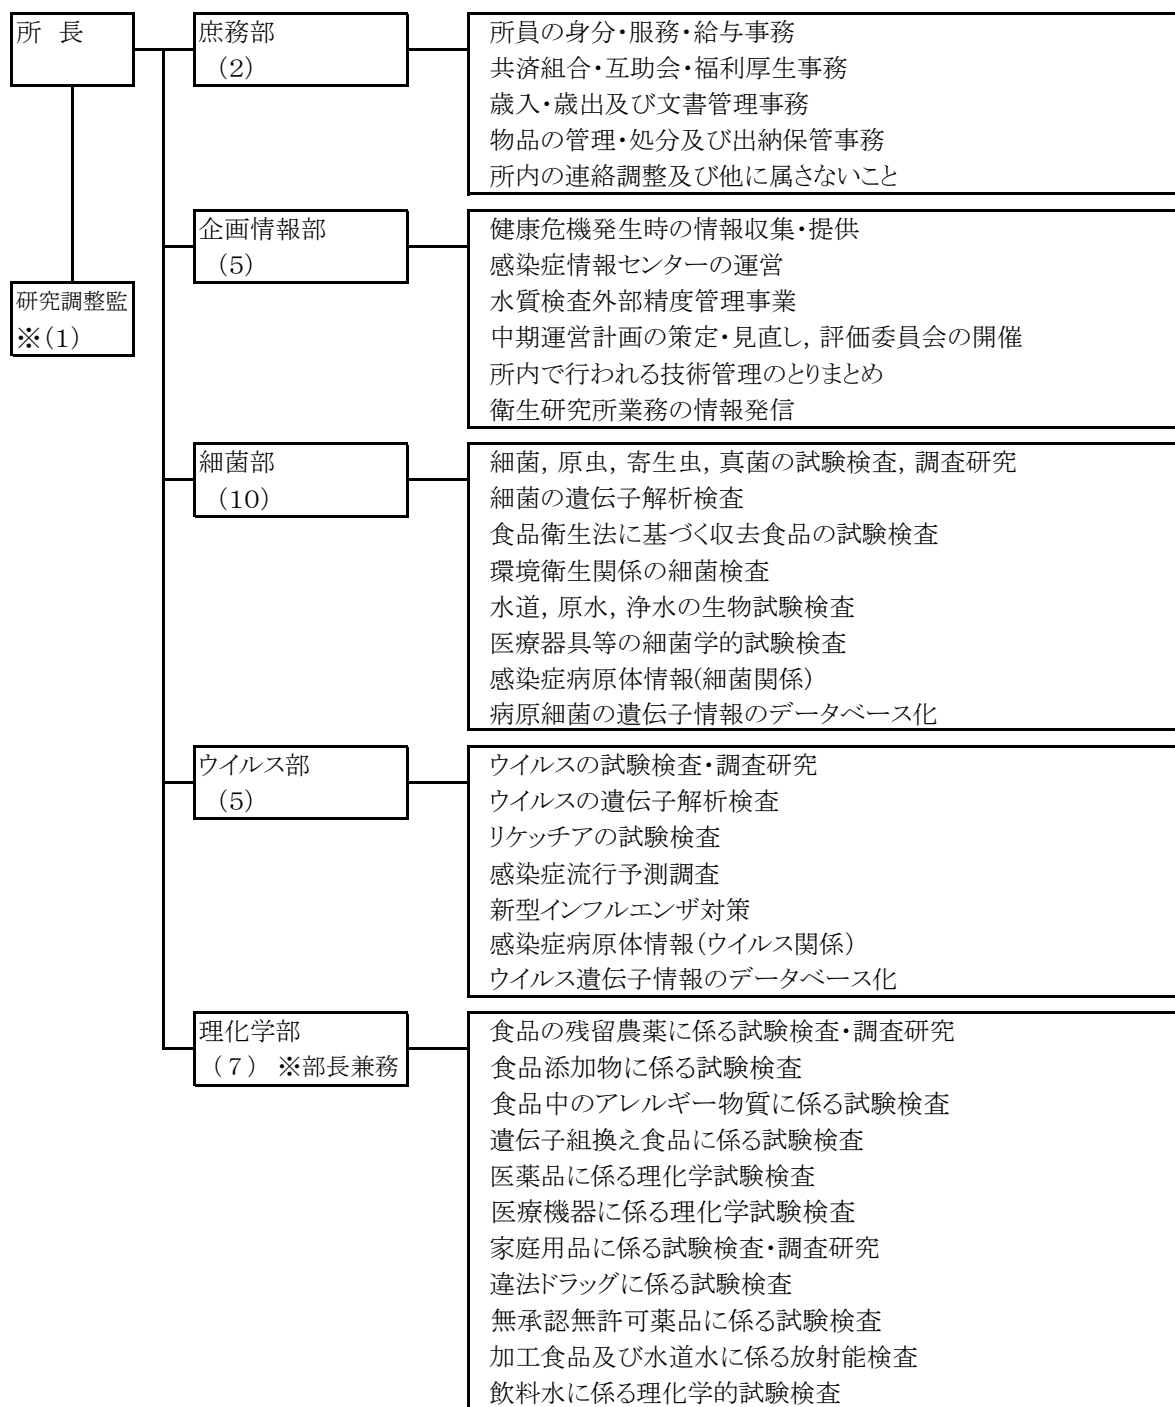 所 長
研究調整監
※(1)
庶務部
(2)
所員の身分・服務・給与事務
共済組合・互助会・福利厚生事務
歳入・歳出及び文書管理事務
物品の管理・処分及び出納保管事務
所内の連絡調整及び他に属さないこと
企画情報部
(5)
健康危機発生時の情報収集・提供
感染症情報センターの運営
水質検査外部精度管理事業
中期運営計画の策定・見直し, 評価委員会の開催
所内で行われる技術管理のとりまとめ
衛生研究所業務の情報発信
細菌部
(10)
細菌, 原虫, 寄生虫, 真菌の試験検査, 調査研究
細菌の遺伝子解析検査
食品衛生法に基づく収去食品の試験検査
環境衛生関係の細菌検査
水道, 原水, 浄水の生物試験検査
医療器具等の細菌学的試験検査
感染症病原体情報(細菌関係)
病原細菌の遺伝子情報のデータベース化
ウイルス部
(5)
ウイルスの試験検査・調査研究
ウイルスの遺伝子解析検査
リケッチアの試験検査
感染症流行予測調査
新型インフルエンザ対策
感染症病原体情報(ウイルス関係)
ウイルス遺伝子情報のデータベース化
理化学部
(7) ※部長兼務
食品の残留農薬に係る試験検査・調査研究
食品添加物に係る試験検査
食品中のアレルギー物質に係る試験検査
遺伝子組換え食品に係る試験検査
医薬品に係る理化学試験検査
医療機器に係る理化学試験検査
家庭用品に係る試験検査・調査研究
違法ドラッグに係る試験検査
無承認無許可薬品に係る試験検査
加工食品及び水道水に係る放射能検査
飲料水に係る理化学的試験検査